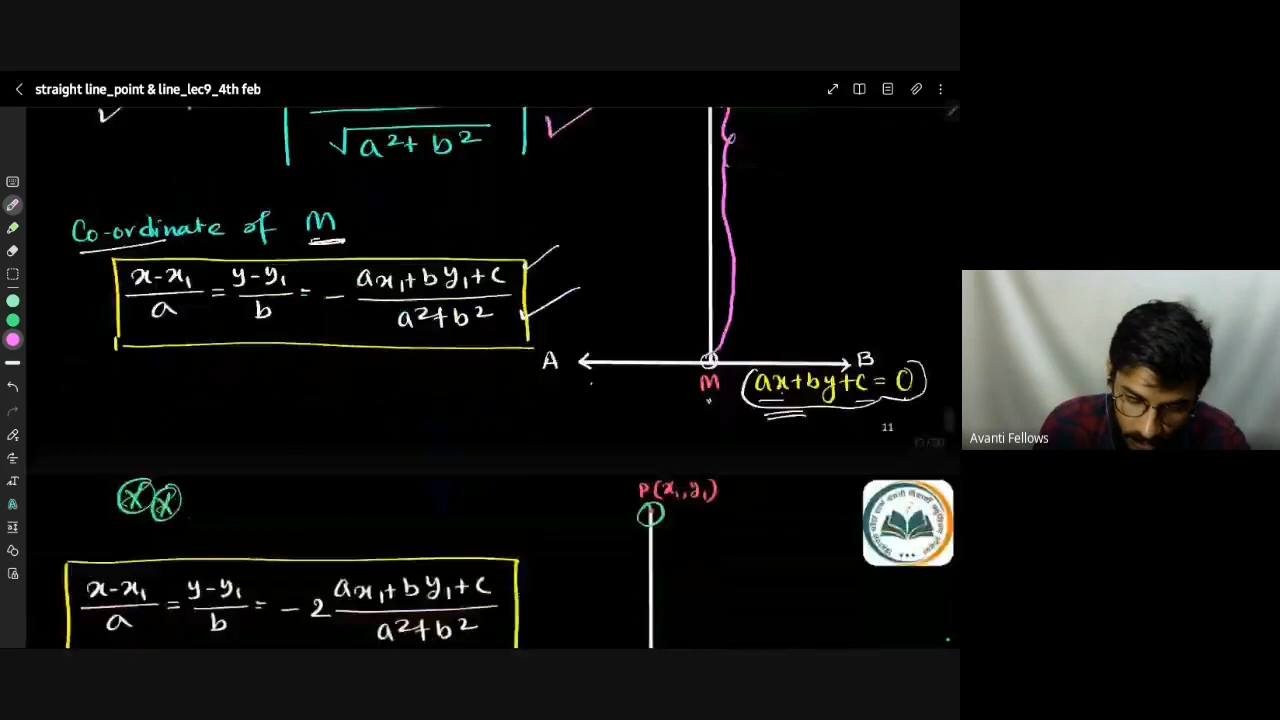 straight line_point & line_lec9_4th feb
√a²+b²
Co-ordinate of M
x-x₁/a = y-y₁/b = - ax₁+by₁+c/a²+b²
A B
M ax+by+c=0
11
P(x₁,y₁)
x-x₁/a = y-y₁/b = -2 ax₁+by₁+c/a²+b²
Avanti Fellows